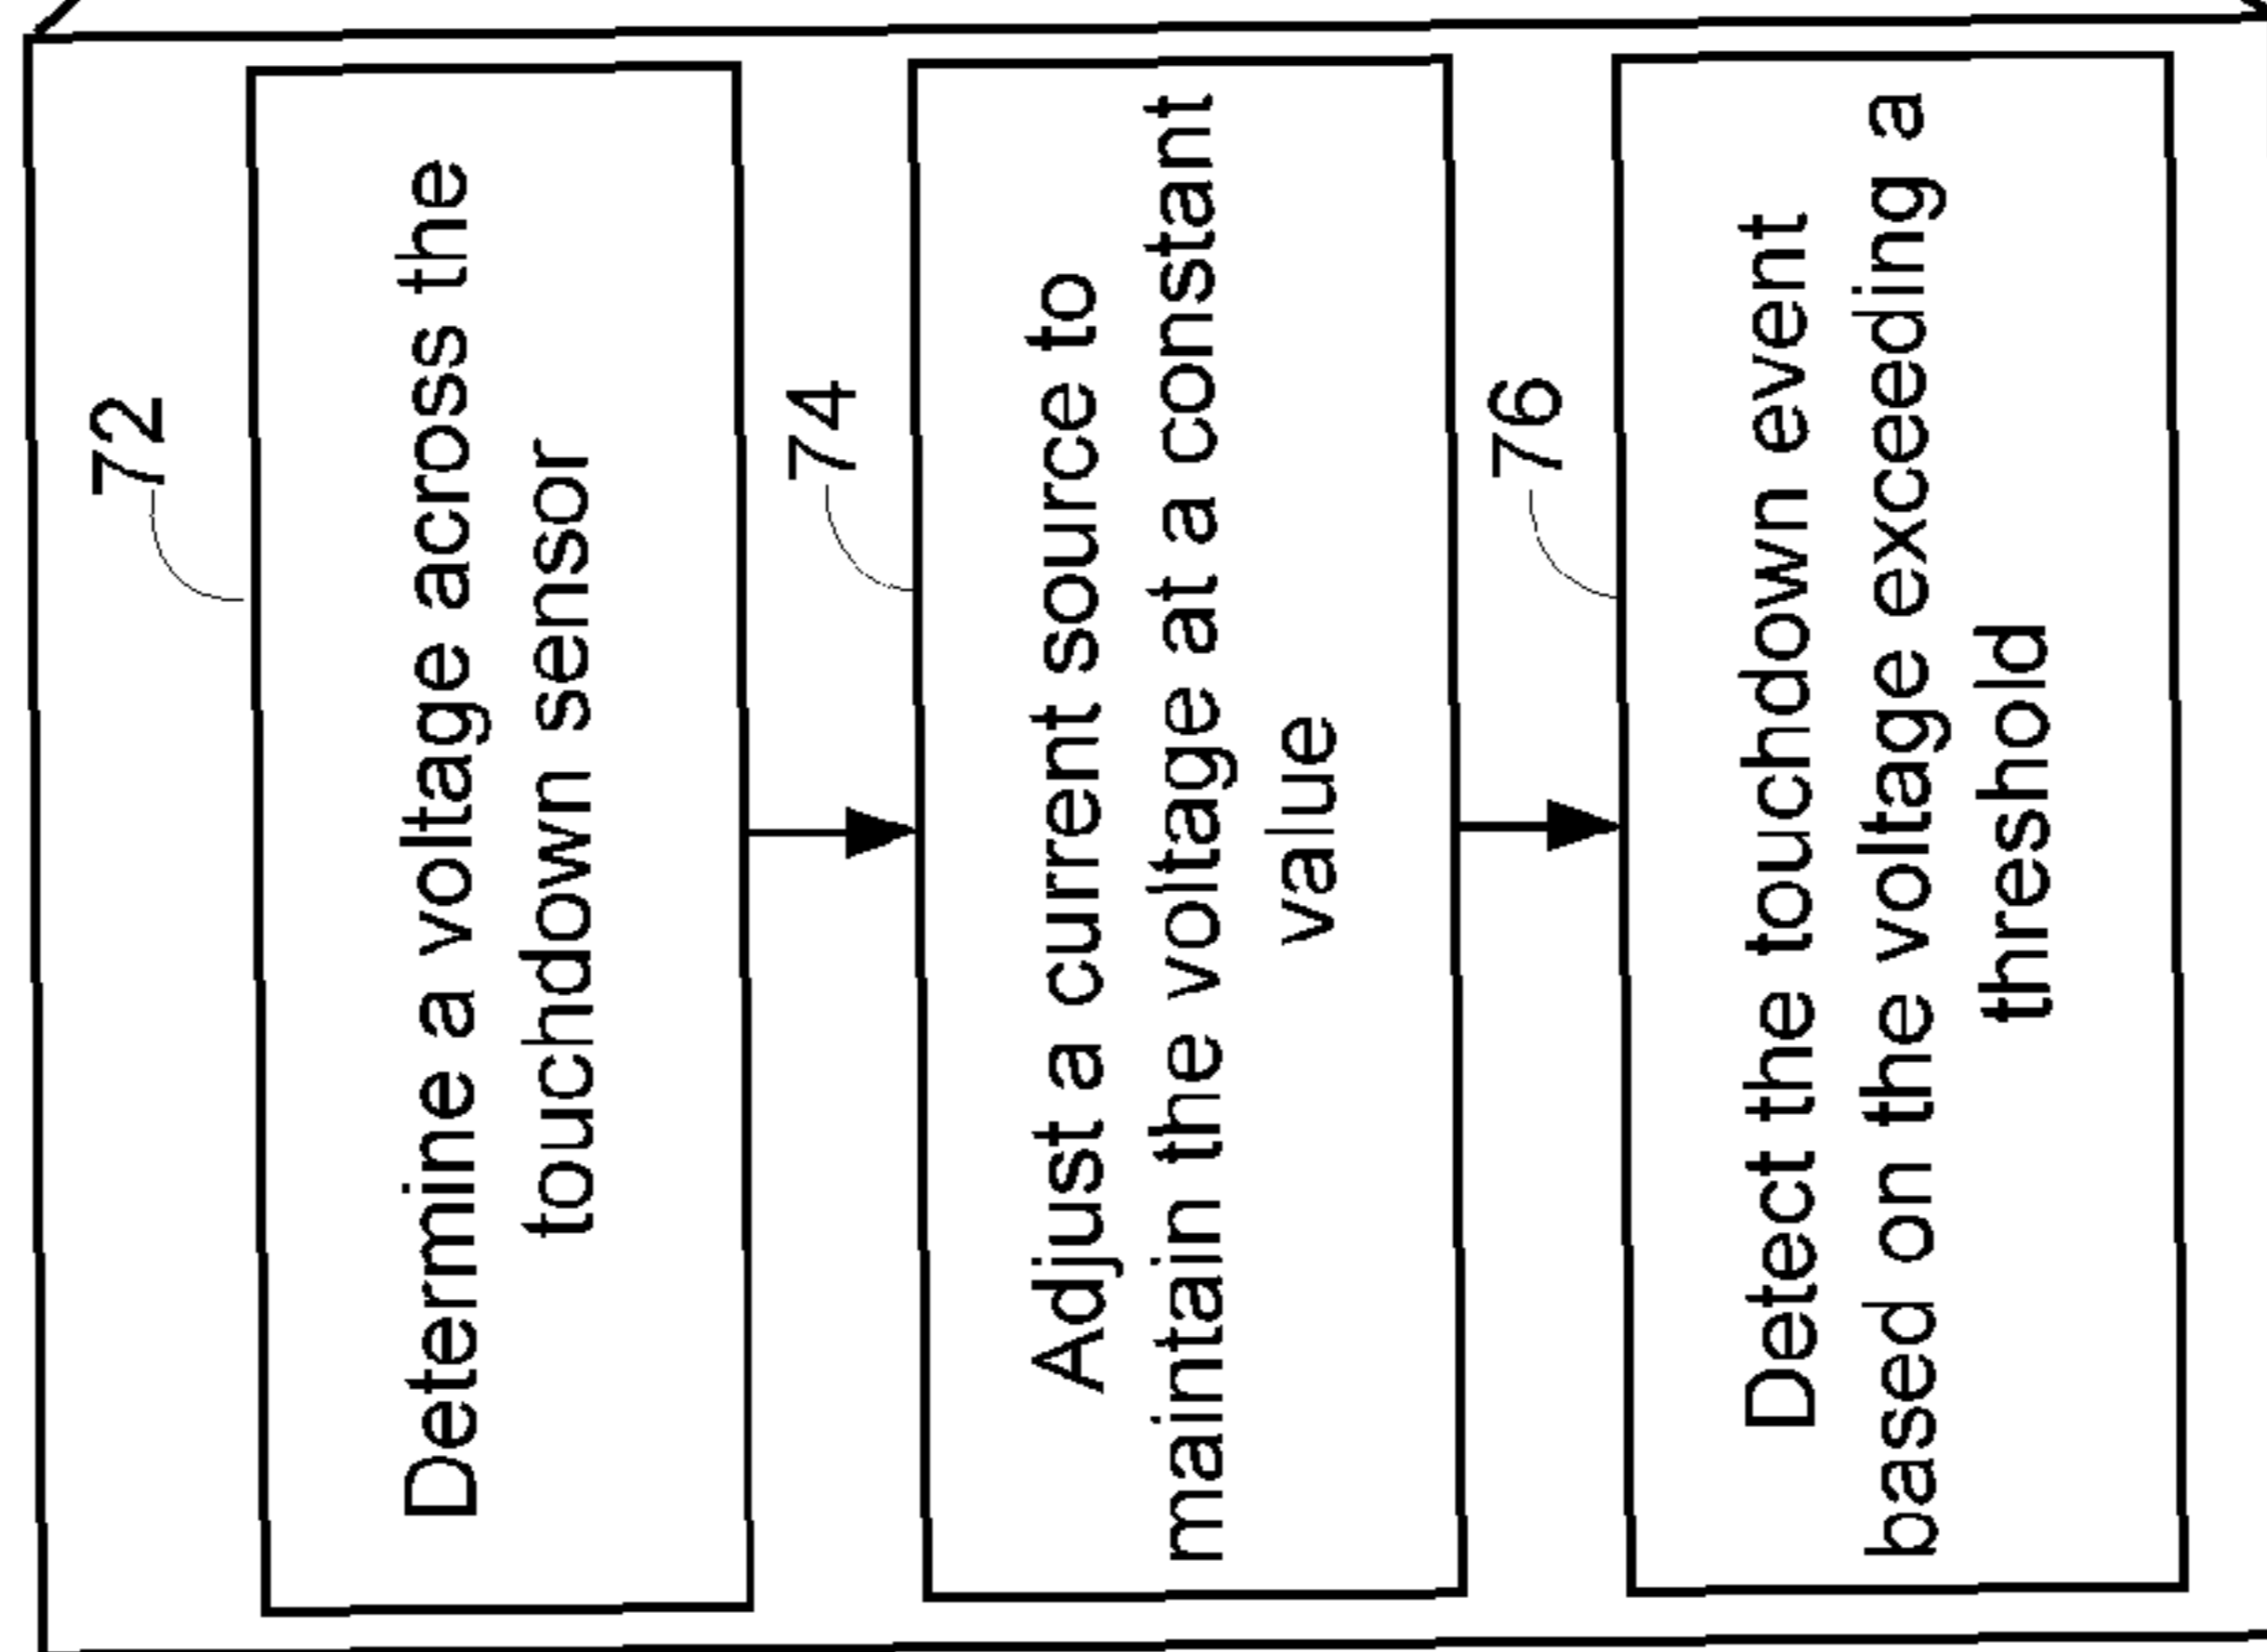 72
Determine a voltage across the
touchdown sensor
74
Adjust a current source to
maintain the voltage at a constant
value
76
Detect the touchdown event
based on the voltage exceeding a
threshold